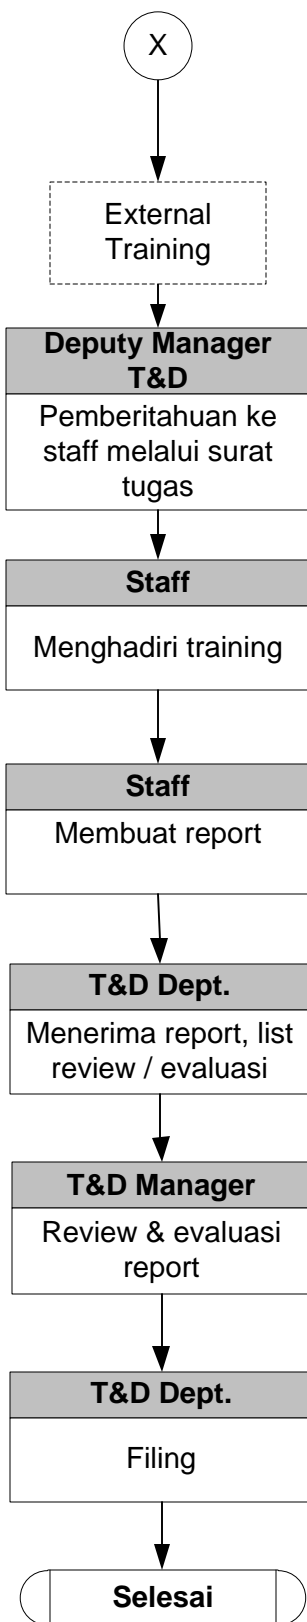 X
External
Training
Deputy Manager
T&D
Pemberitahuan ke
staff melalui surat
tugas
Staff
Menghadiri training
Staff
Membuat report
T&D Dept.
Menerima report, list
review / evaluasi
T&D Manager
Review & evaluasi
report
T&D Dept.
Filing
Selesai